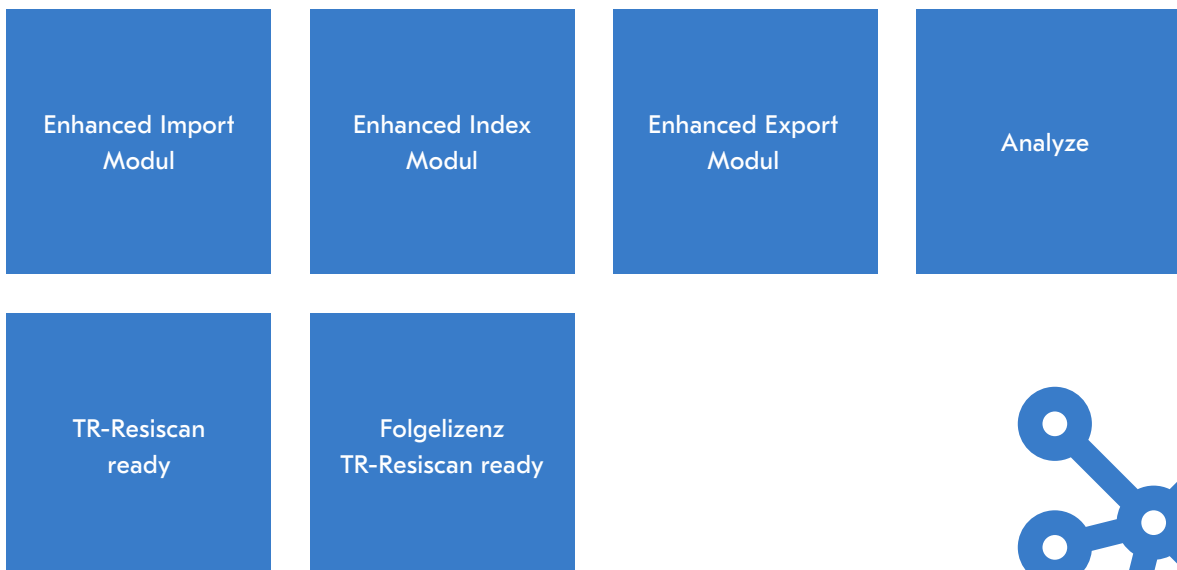 Enhanced Import
Modul
Enhanced Index
Modul
Enhanced Export
Modul
Analyze
TR-Resiscan
ready
Folgelizenz
TR-Resiscan ready